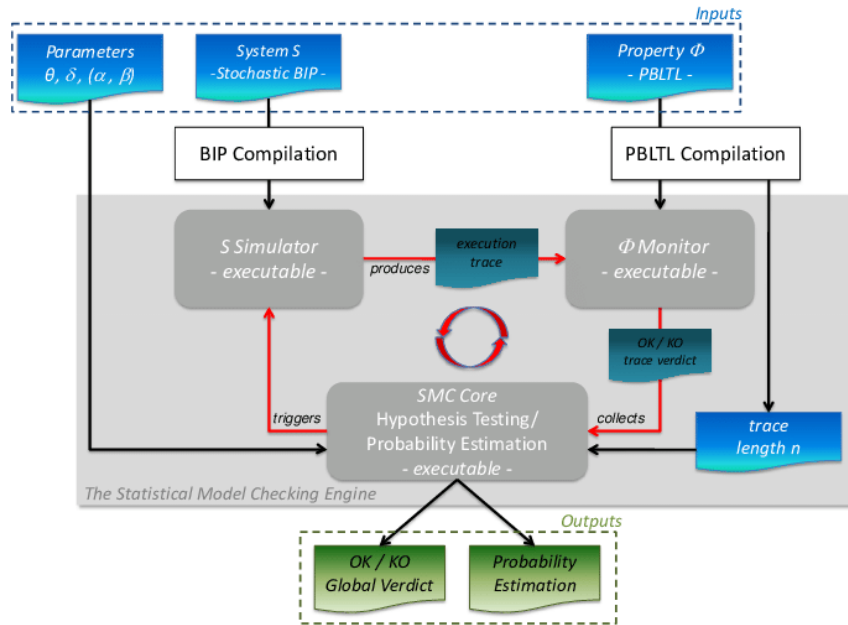 Inputs
Parameters
θ, δ, (α, β)
System S
-Stochastic BIP-
Property Φ
- PBLTL -
BIP Compilation
PBLTL Compilation
S Simulator
- executable -
produces
execution
trace
Φ Monitor
- executable -
OK / KO
trace verdict
triggers
SMC Core
Hypothesis Testing/
Probability Estimation
- executable -
collects
trace
length n
The Statistical Model Checking Engine
Outputs
OK / KO
Global Verdict
Probability
Estimation